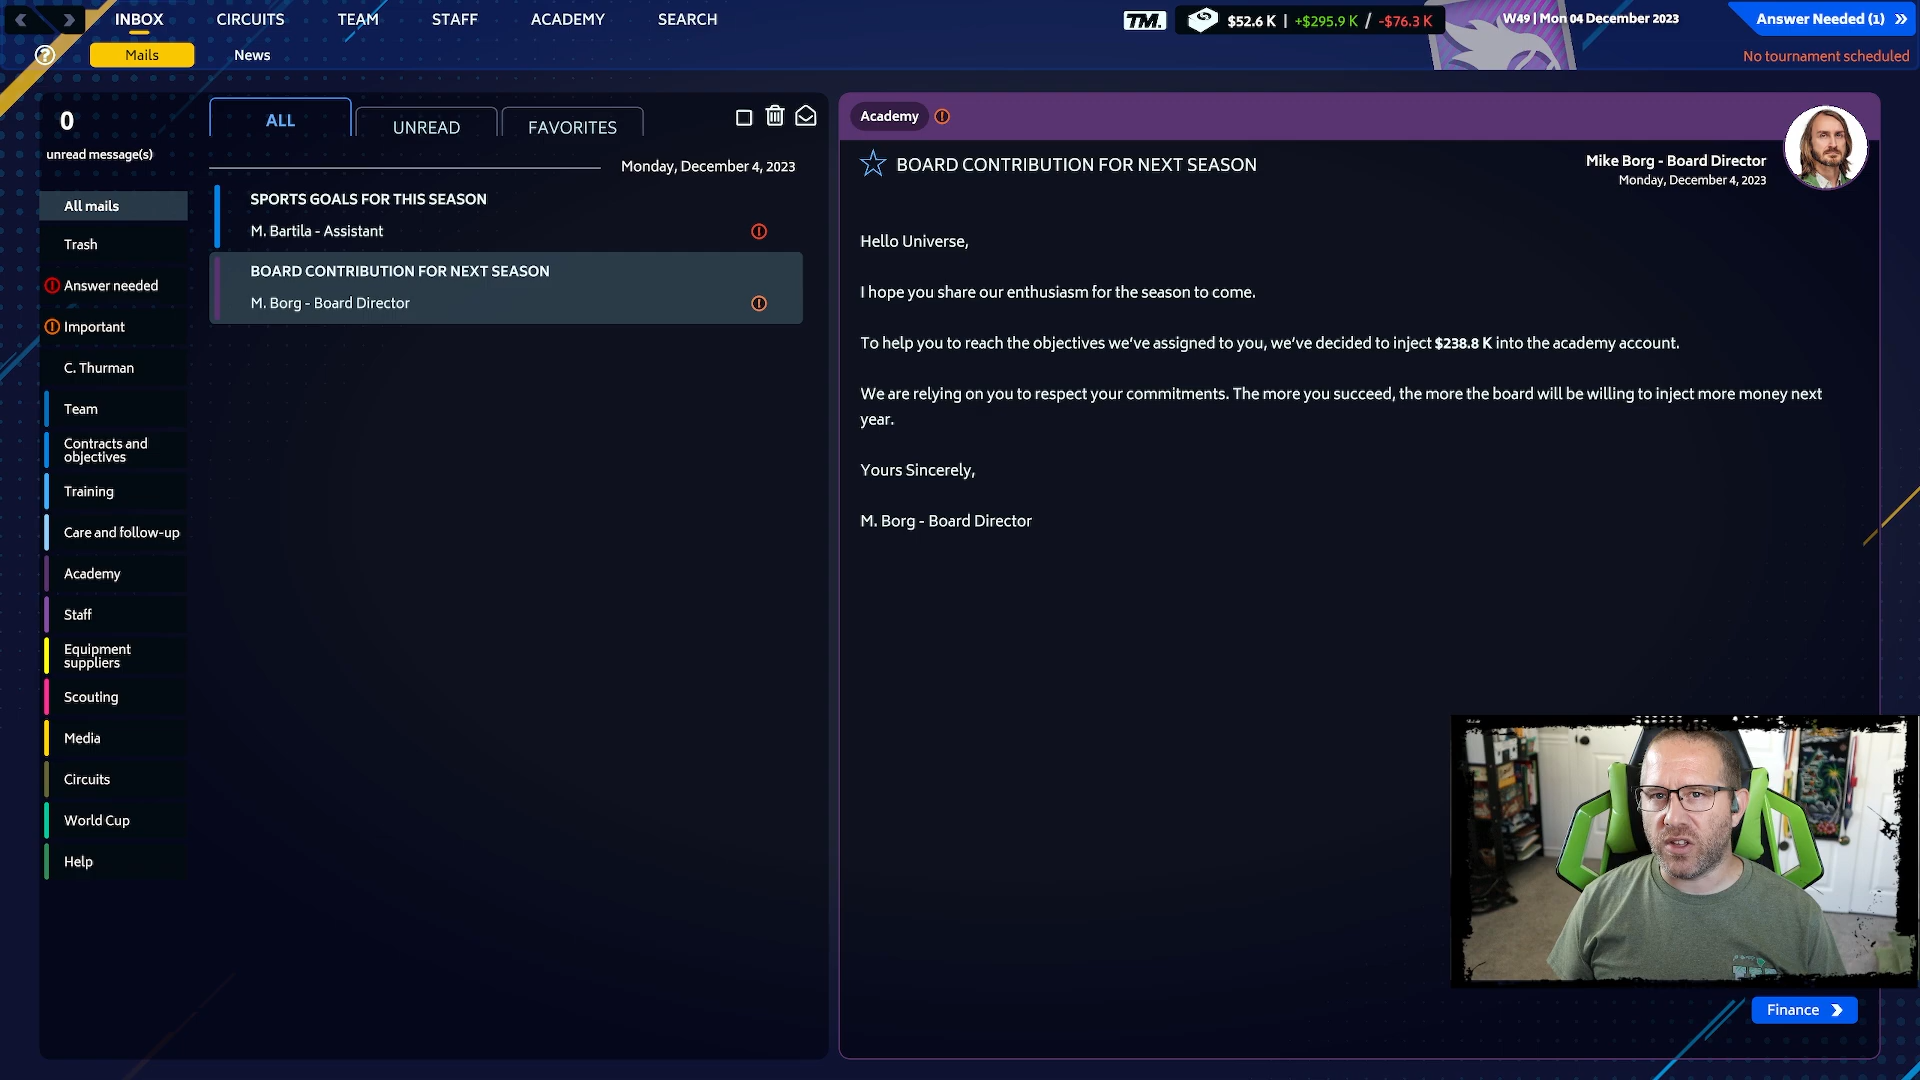 INBOX
CIRCUITS
TEAM
STAFF
ACADEMY
SEARCH
TM.
$52.6 K | +$295.9 K / -$76.3 K
W49 | Mon 04 December 2023
Answer Needed (1)
No tournament scheduled
Mails
News
0
unread message(s)
All mails
Trash
Answer needed
Important
C. Thurman
Team
Contracts and
objectives
Training
Care and follow-up
Academy
Staff
Equipment
suppliers
Scouting
Media
Circuits
World Cup
Help
ALL
UNREAD
FAVORITES
Monday, December 4, 2023
SPORTS GOALS FOR THIS SEASON
M. Bartila - Assistant
BOARD CONTRIBUTION FOR NEXT SEASON
M. Borg - Board Director
Academy
BOARD CONTRIBUTION FOR NEXT SEASON
Mike Borg - Board Director
Monday, December 4, 2023
Hello Universe,
I hope you share our enthusiasm for the season to come.
To help you to reach the objectives we've assigned to you, we've decided to inject $238.8 K into the academy account.
We are relying on you to respect your commitments. The more you succeed, the more the board will be willing to inject more money next
year.
Yours Sincerely,
M. Borg - Board Director
Finance